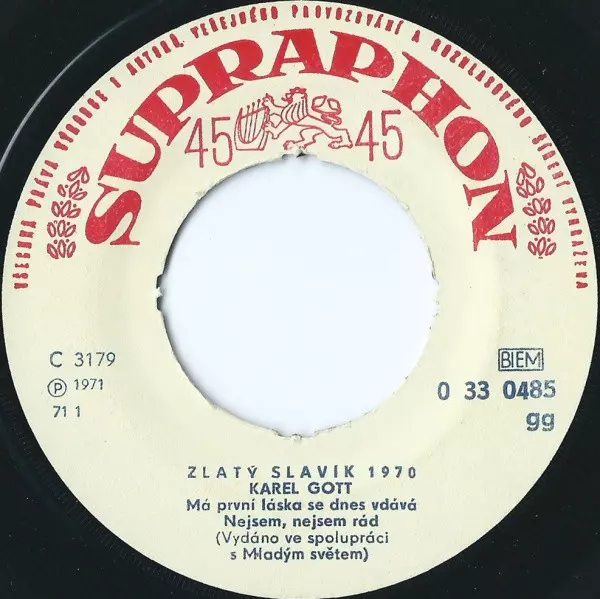 VŠECHNA PRÁVA VÝROBCE I AUTORŮ, VEŘEJNÉHO PROVOZOVÁNÍ A ROZHLASOVÉHO ŠÍŘENÍ VYHRAŽENA
SUPRAPHON
45 45
C 3179
Ⓟ 1971
71 1
BIEM
0 33 0485
gg
ZLATÝ SLAVÍK 1970
KAREL GOTT
Má první láska se dnes vdává
Nejsem, nejsem rád
(Vydáno ve spolupráci
s Mladým světem)